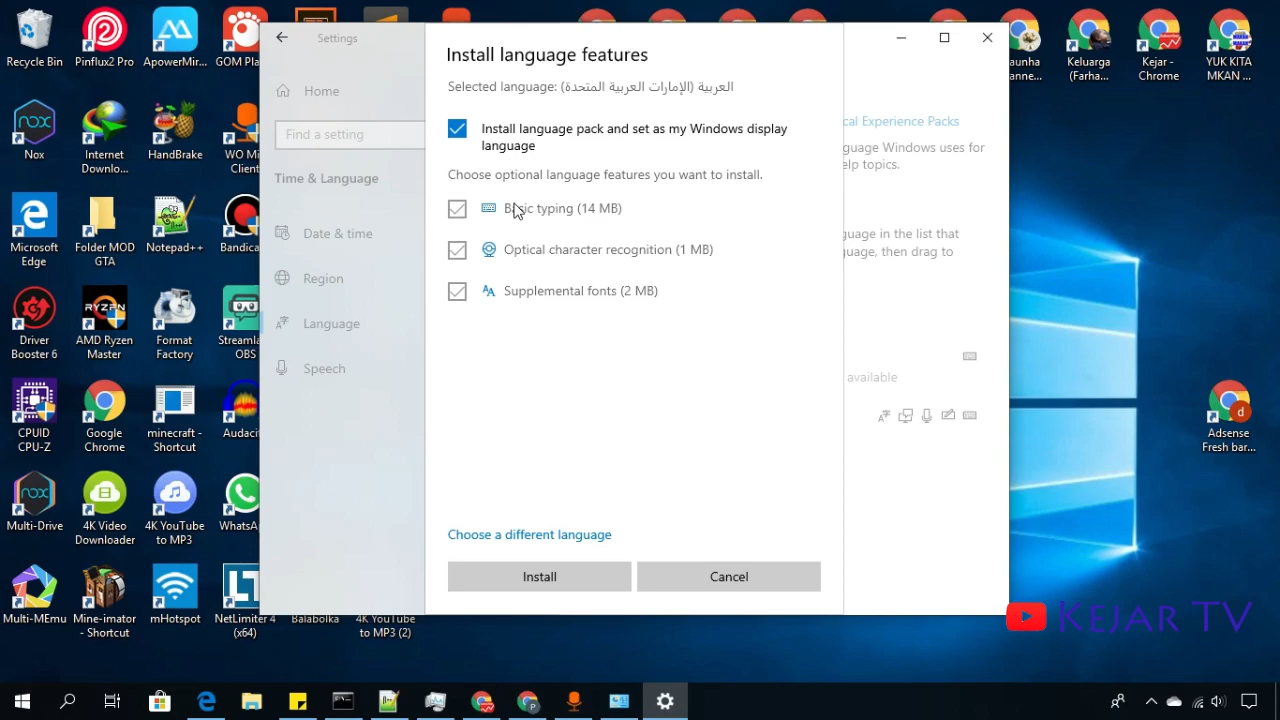 Recycle Bin
Pinflux2 Pro
ApowerMir...
GOM Pla
Nox
Internet
Downlo...
HandBrake
WO Mi
Client
Microsoft
Edge
Folder MOD
GTA
Notepad++
Bandica
Driver
Booster 6
AMD Ryzen
Master
RYZEN
Format
Factory
Streamla
OBS
CPUID
CPU-Z
Google
Chrome
minecraft -
Shortcut
Audacit
Multi-Drive
4K Video
Downloader
4K YouTube
to MP3
WhatsAp
Multi-MEmu
Mine-imator
- Shortcut
mHotspot
NetLimiter 4
(x64)
Balabolka
4K YouTube
to MP3 (2)
Settings
Home
Find a setting
Time & Language
Date & time
Region
Language
Speech
Install language features
Selected language: العربية (الإمارات العربية المتحدة)
Install language pack and set as my Windows display
language
Choose optional language features you want to install.
Basic typing (14 MB)
Optical character recognition (1 MB)
Supplemental fonts (2 MB)
Choose a different language
Install
Cancel
cal Experience Packs
guage Windows uses for
elp topics.
guage in the list that
guage, then drag to
available
aunha
nne...
Keluarga
(Farha...
Kejar -
Chrome
YUK KITA
MKAN ...
Adsense
Fresh bar...
KEJAR TV